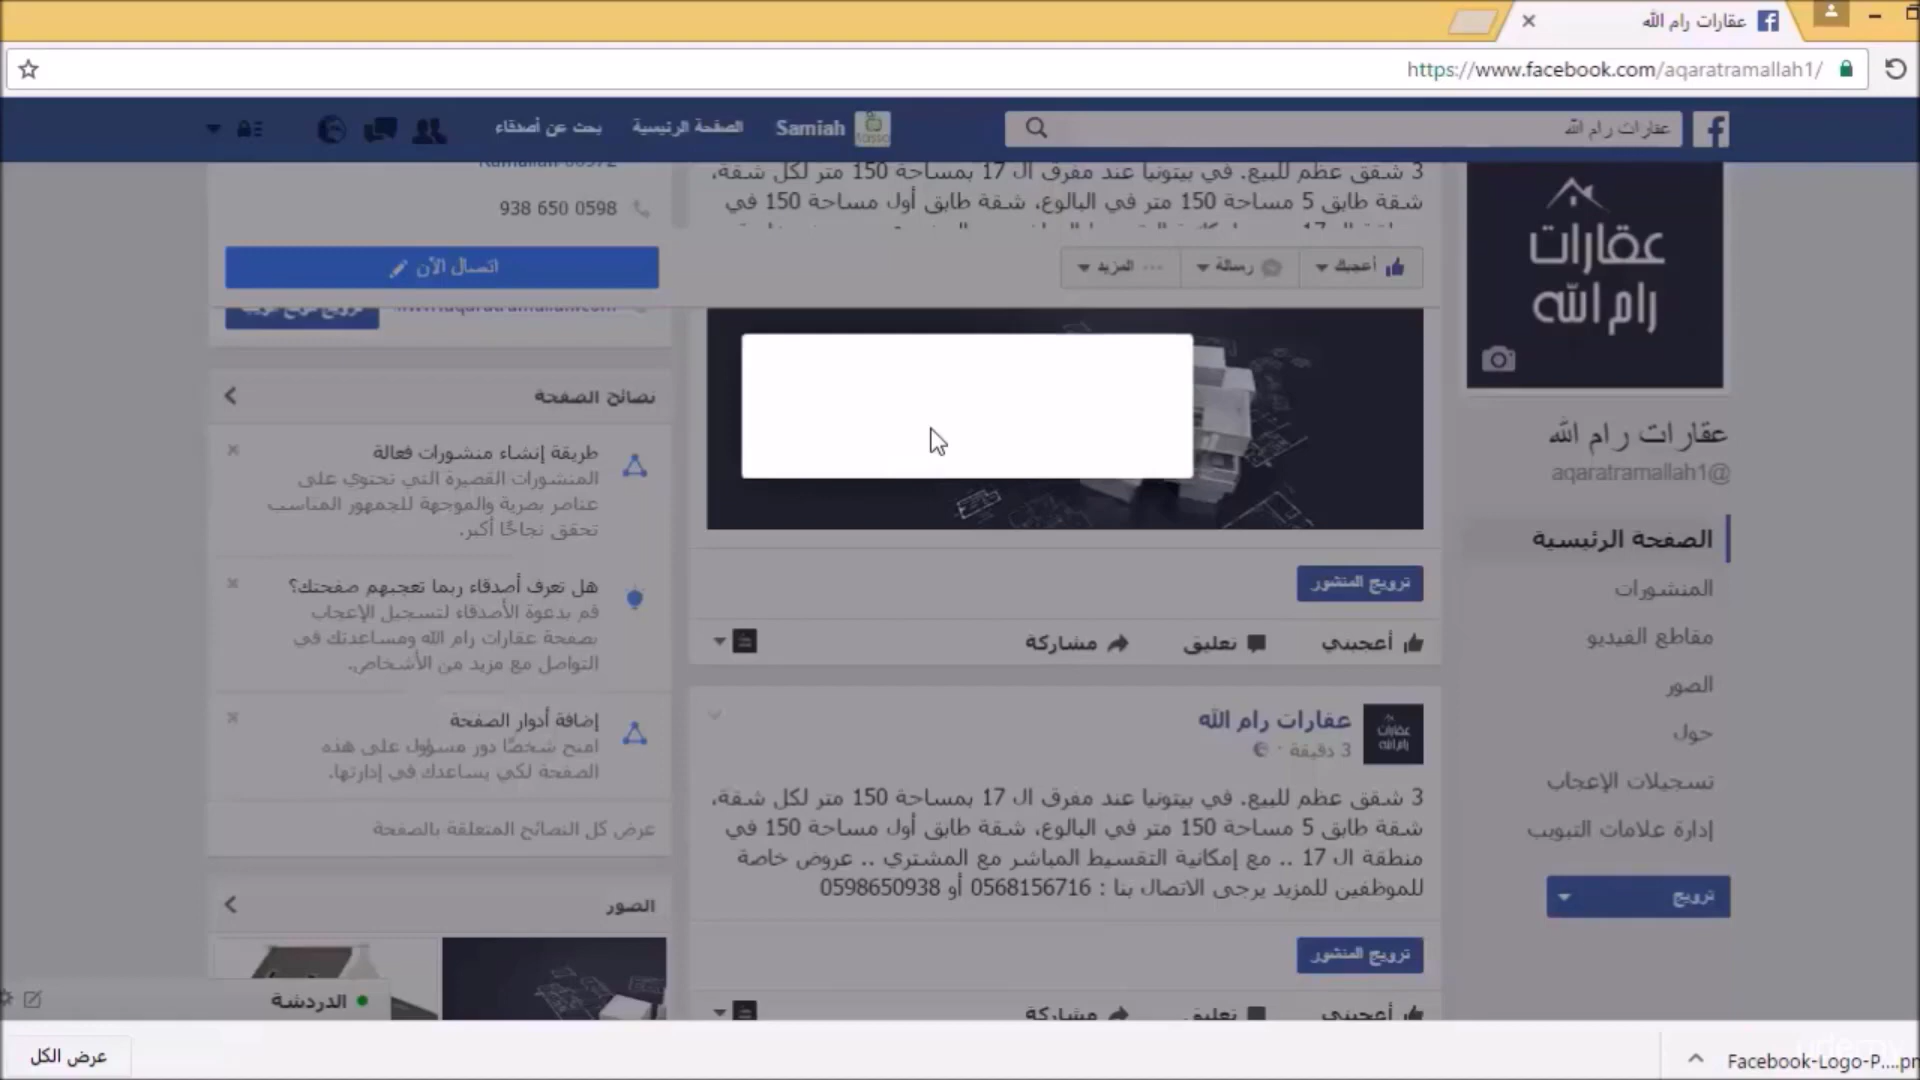 عقارات رام الله
https://www.facebook.com/aqaratramallah1/
عقارات رام الله
Samiah
الصفحة الرئيسية
بحث عن أصدقاء
عقارات
رام الله
عقارات رام الله
@aqaratramallah1
الصفحة الرئيسية
المنشورات
مقاطع الفيديو
الصور
حول
تسجيلات الإعجاب
إدارة علامات التبويب
ترويج
3 شقق عظم للبيع. في بيتونيا عند مفرق ال 17 بمساحة 150 متر لكل شقة،
شقة طابق 5 مساحة 150 متر في البالوع، شقة طابق أول مساحة 150 في
أعجبك
رسالة
المزيد
ترويج المنشور
أعجبني
تعليق
مشاركة
عقارات رام الله
3 دقيقة
3 شقق عظم للبيع. في بيتونيا عند مفرق ال 17 بمساحة 150 متر لكل شقة،
شقة طابق 5 مساحة 150 متر في البالوع، شقة طابق أول مساحة 150 في
منطقة ال 17 .. مع إمكانية التقسيط المباشر مع المشتري .. عروض خاصة
للموظفين للمزيد يرجى الاتصال بنا : 0568156716 أو 0598650938
ترويج المنشور
أعجبني
تعليق
مشاركة
938 650 0598
اتصال الآن
نصائح الصفحة
طريقة إنشاء منشورات فعالة
المنشورات القصيرة التي تحتوي على
عناصر بصرية والموجهة للجمهور المناسب
تحقق نجاحًا أكبر.
هل تعرف أصدقاء ربما تعجبهم صفحتك؟
قم بدعوة الأصدقاء لتسجيل الإعجاب
بصفحة عقارات رام الله ومساعدتك في
التواصل مع مزيد من الأشخاص.
إضافة أدوار الصفحة
امنح شخصًا دور مسؤول على هذه
الصفحة لكي يساعدك في إدارتها.
عرض كل النصائح المتعلقة بالصفحة
الصور
الدردشة
عرض الكل
Facebook-Logo-P....pn